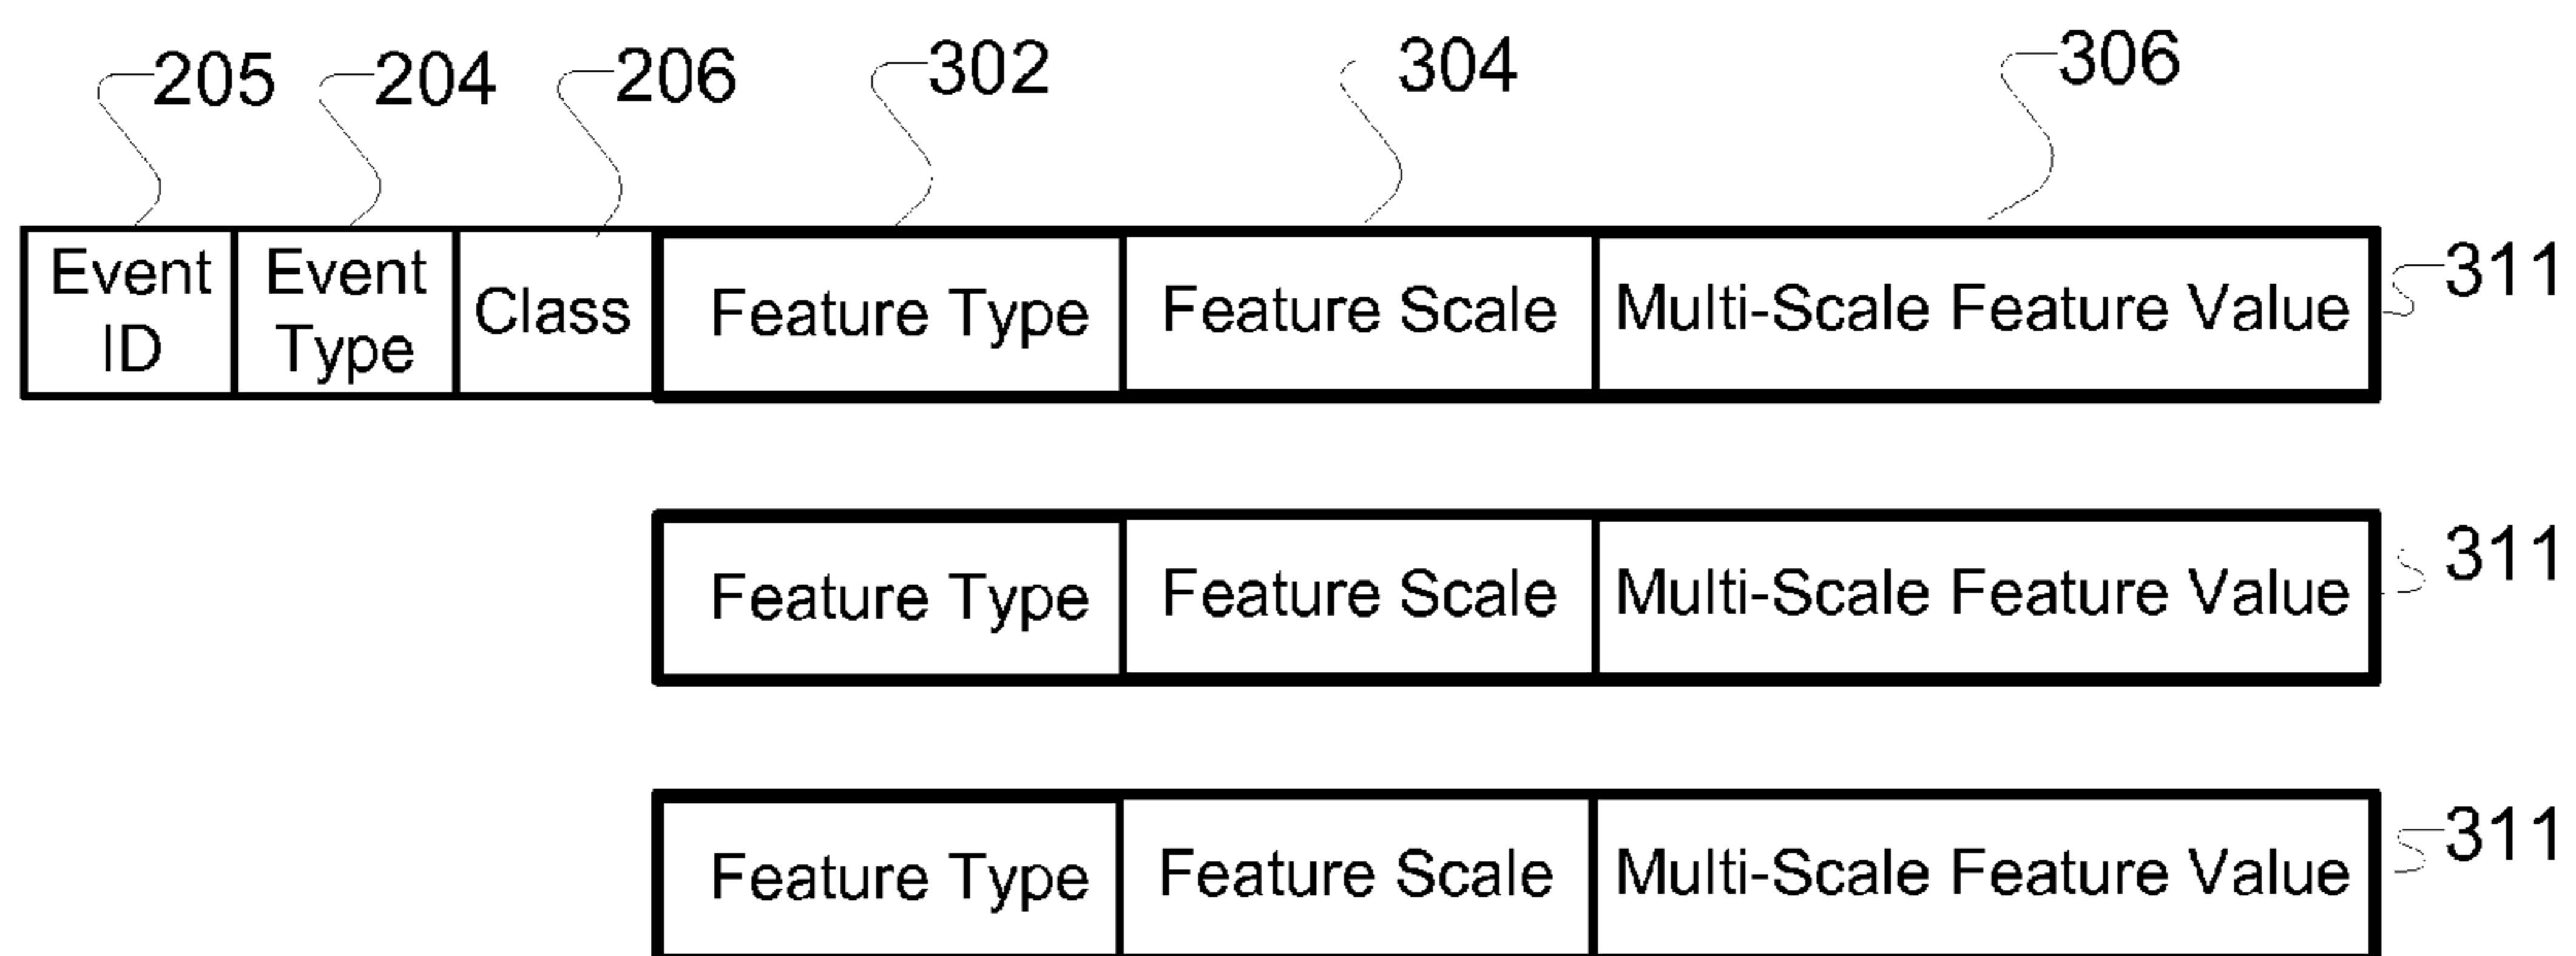 205 204 206 302 304 306
Event ID Event Type Class Feature Type Feature Scale Multi-Scale Feature Value 311
Feature Type Feature Scale Multi-Scale Feature Value 311
Feature Type Feature Scale Multi-Scale Feature Value 311